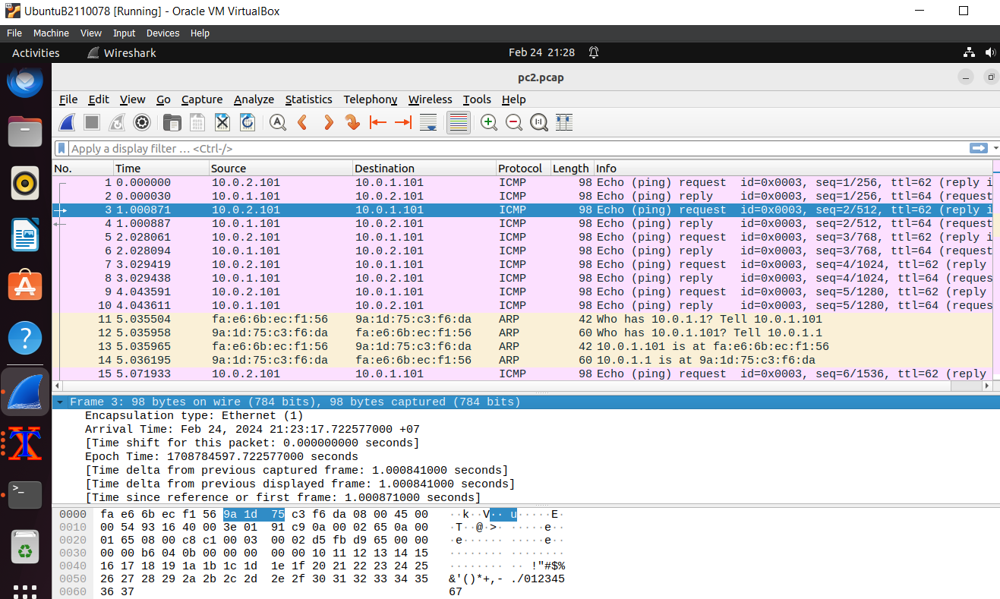 UbuntuB2110078 [Running] - Oracle VM VirtualBox
File Machine View Input Devices Help
Activities Wireshark Feb 24 21:28
pc2.pcap
File Edit View Go Capture Analyze Statistics Telephony Wireless Tools Help
Apply a display filter … <Ctrl-/>
No. Time Source Destination Protocol Length Info
1 0.000000 10.0.2.101 10.0.1.101 ICMP 98 Echo (ping) request id=0x0003, seq=1/256, ttl=62 (reply i
2 0.000030 10.0.1.101 10.0.2.101 ICMP 98 Echo (ping) reply id=0x0003, seq=1/256, ttl=64 (request
3 1.000871 10.0.2.101 10.0.1.101 ICMP 98 Echo (ping) request id=0x0003, seq=2/512, ttl=62 (reply i
4 1.000887 10.0.1.101 10.0.2.101 ICMP 98 Echo (ping) reply id=0x0003, seq=2/512, ttl=64 (request
5 2.028061 10.0.2.101 10.0.1.101 ICMP 98 Echo (ping) request id=0x0003, seq=3/768, ttl=62 (reply i
6 2.028094 10.0.1.101 10.0.2.101 ICMP 98 Echo (ping) reply id=0x0003, seq=3/768, ttl=64 (request
7 3.029419 10.0.2.101 10.0.1.101 ICMP 98 Echo (ping) request id=0x0003, seq=4/1024, ttl=62 (reply
8 3.029438 10.0.1.101 10.0.2.101 ICMP 98 Echo (ping) reply id=0x0003, seq=4/1024, ttl=64 (reques
9 4.043591 10.0.2.101 10.0.1.101 ICMP 98 Echo (ping) request id=0x0003, seq=5/1280, ttl=62 (reply
10 4.043611 10.0.1.101 10.0.2.101 ICMP 98 Echo (ping) reply id=0x0003, seq=5/1280, ttl=64 (reques
11 5.035504 fa:e6:6b:ec:f1:56 9a:1d:75:c3:f6:da ARP 42 Who has 10.0.1.1? Tell 10.0.1.101
12 5.035958 9a:1d:75:c3:f6:da fa:e6:6b:ec:f1:56 ARP 60 Who has 10.0.1.101? Tell 10.0.1.1
13 5.035965 fa:e6:6b:ec:f1:56 9a:1d:75:c3:f6:da ARP 42 10.0.1.101 is at fa:e6:6b:ec:f1:56
14 5.036195 9a:1d:75:c3:f6:da fa:e6:6b:ec:f1:56 ARP 60 10.0.1.1 is at 9a:1d:75:c3:f6:da
15 5.071933 10.0.2.101 10.0.1.101 ICMP 98 Echo (ping) request id=0x0003, seq=6/1536, ttl=62 (reply
Frame 3: 98 bytes on wire (784 bits), 98 bytes captured (784 bits)
Encapsulation type: Ethernet (1)
Arrival Time: Feb 24, 2024 21:23:17.722577000 +07
[Time shift for this packet: 0.000000000 seconds]
Epoch Time: 1708784597.722577000 seconds
[Time delta from previous captured frame: 1.000841000 seconds]
[Time delta from previous displayed frame: 1.000841000 seconds]
[Time since reference or first frame: 1.000871000 seconds]
0000 fa e6 6b ec f1 56 9a 1d 75 c3 f6 da 08 00 45 00 ··k··V·· u·····E·
0010 00 54 93 16 40 00 3e 01 91 c9 0a 00 02 65 0a 00 ·T··@·>· ·····e··
0020 01 65 08 00 c8 c1 00 03 00 02 d5 fb d9 65 00 00 ·e······ ·····e··
0030 00 00 b6 04 0b 00 00 00 00 00 10 11 12 13 14 15 ········ ········
0040 16 17 18 19 1a 1b 1c 1d 1e 1f 20 21 22 23 24 25 ········ ·· !"#$%
0050 26 27 28 29 2a 2b 2c 2d 2e 2f 30 31 32 33 34 35 &'()*+,- ./012345
0060 36 37 67